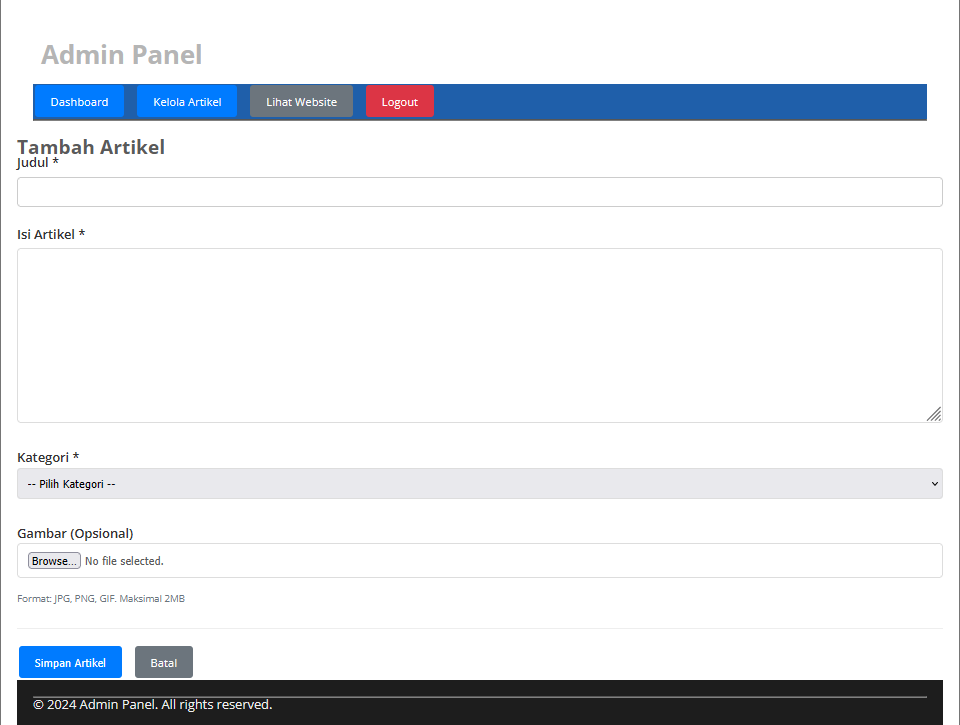 Admin Panel
Dashboard Kelola Artikel Lihat Website Logout
Tambah Artikel
Judul *
Isi Artikel *
Kategori *
-- Pilih Kategori --
Gambar (Opsional)
Browse... No file selected.
Format: JPG, PNG, GIF. Maksimal 2MB
Simpan Artikel Batal
© 2024 Admin Panel. All rights reserved.